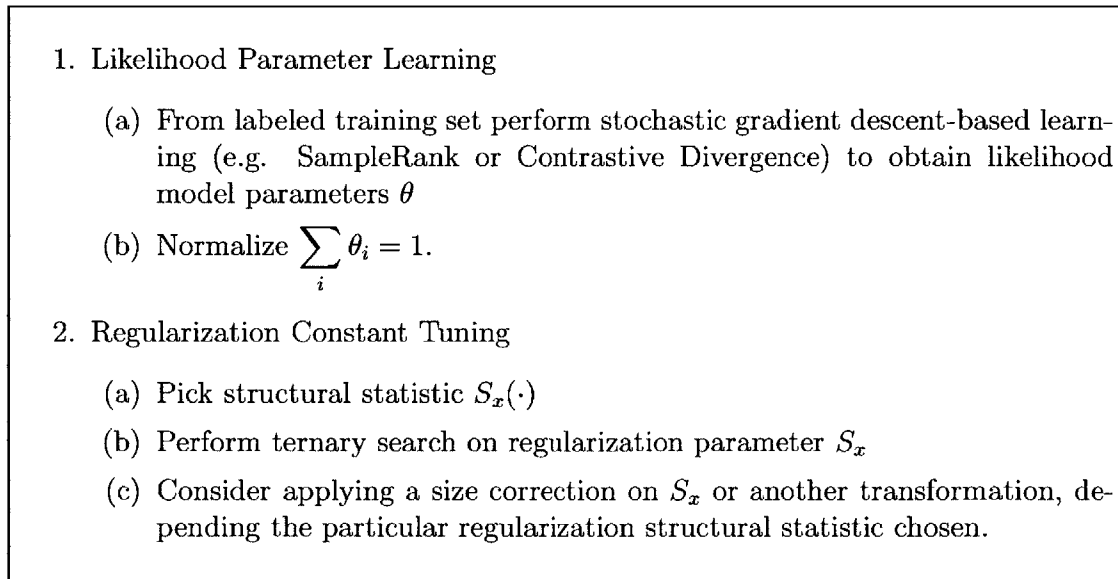 1. Likelihood Parameter Learning
(a) From labeled training set perform stochastic gradient descent-based learn-
ing (e.g. SampleRank or Contrastive Divergence) to obtain likelihood
model parameters θ
(b) Normalize ∑_i θ_i = 1.
2. Regularization Constant Tuning
(a) Pick structural statistic S_x(·)
(b) Perform ternary search on regularization parameter S_x
(c) Consider applying a size correction on S_x or another transformation, de-
pending the particular regularization structural statistic chosen.